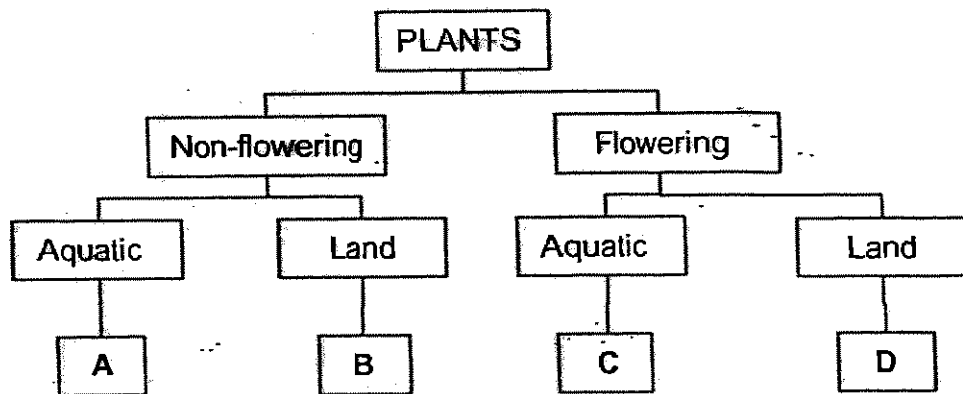 PLANTS
Non-flowering Flowering
Aquatic Land Aquatic Land
A B C D